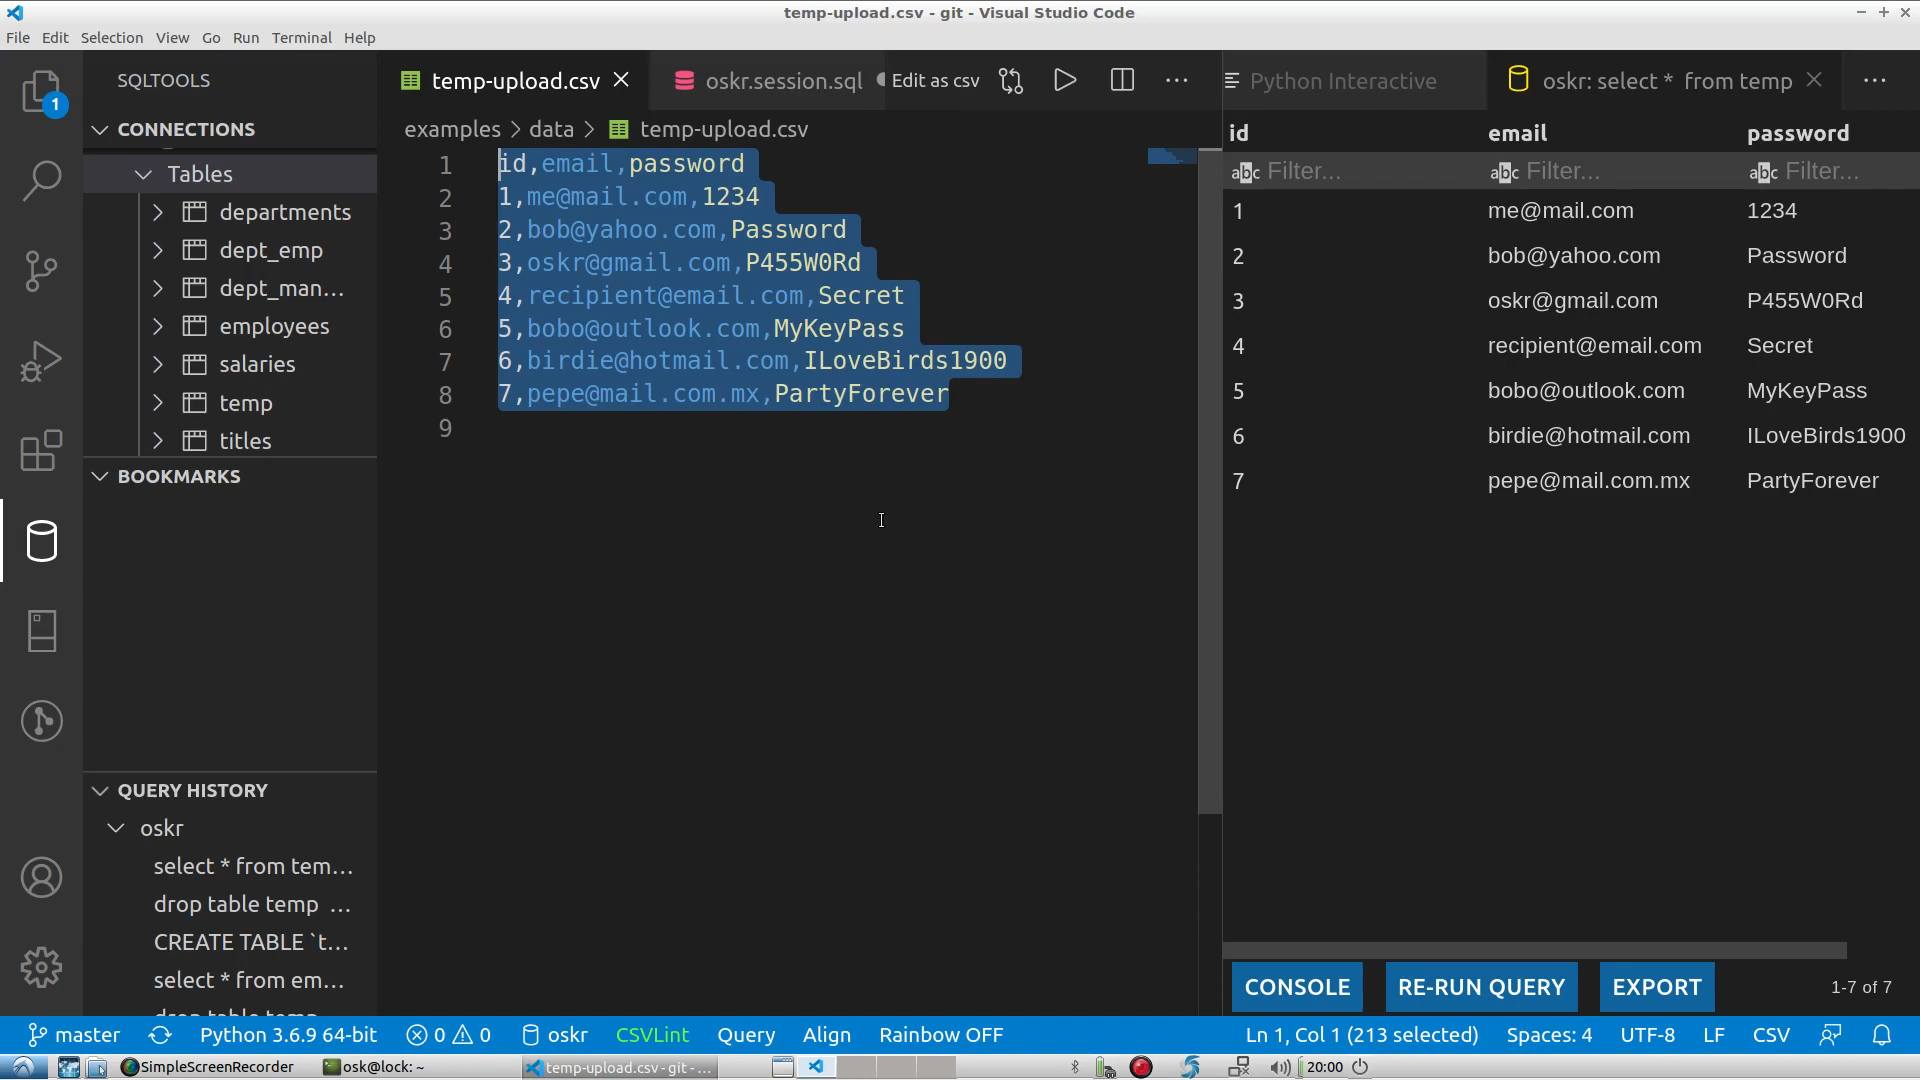 temp-upload.csv - git - Visual Studio Code
File Edit Selection View Go Run Terminal Help
1
SQLTOOLS
CONNECTIONS
Tables
departments
dept_emp
dept_man...
employees
salaries
temp
titles
BOOKMARKS
QUERY HISTORY
oskr
select * from tem...
drop table temp ...
CREATE TABLE `t...
select * from em...
temp-upload.csv
oskr.session.sql
Edit as csv
examples > data > temp-upload.csv
1 id,email,password
2 1,me@mail.com,1234
3 2,bob@yahoo.com,Password
4 3,oskr@gmail.com,P455W0Rd
5 4,recipient@email.com,Secret
6 5,bobo@outlook.com,MyKeyPass
7 6,birdie@hotmail.com,ILoveBirds1900
8 7,pepe@mail.com.mx,PartyForever
9
Python Interactive
oskr: select * from temp
id email password
abc Filter... abc Filter... abc Filter...
1 me@mail.com 1234
2 bob@yahoo.com Password
3 oskr@gmail.com P455W0Rd
4 recipient@email.com Secret
5 bobo@outlook.com MyKeyPass
6 birdie@hotmail.com ILoveBirds1900
7 pepe@mail.com.mx PartyForever
CONSOLE RE-RUN QUERY EXPORT 1-7 of 7
master Python 3.6.9 64-bit 0 0 oskr CSVLint Query Align Rainbow OFF Ln 1, Col 1 (213 selected) Spaces: 4 UTF-8 LF CSV
SimpleScreenRecorder osk@lock: ~ temp-upload.csv - git - ... 20:00